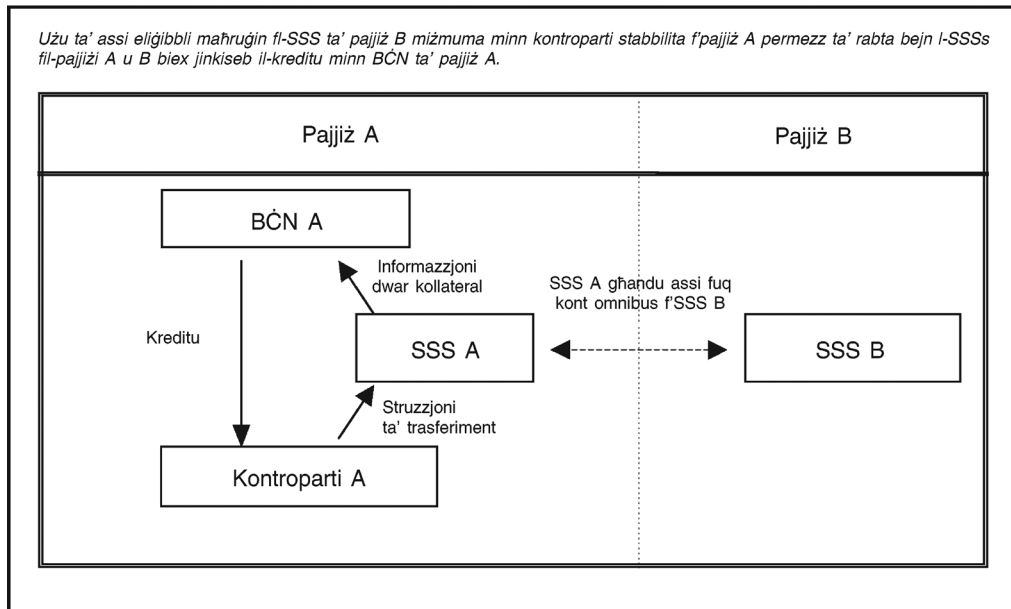 Użu ta' assi eliġibbli maħruġin fl-SSS ta' pajjiż B miżmuma minn kontroparti stabbilita f'pajjiż A permezz ta' rabta bejn l-SSSs
fil-pajjiżi A u B biex jinkiseb il-kreditu minn BĊN ta' pajjiż A.
Pajjiż A
Pajjiż B
BĊN A
Informazzjoni
dwar kollateral
SSS A għandu assi fuq
kont omnibus f'SSS B
Kreditu
SSS A
SSS B
Struzzjoni
ta' trasferiment
Kontroparti A